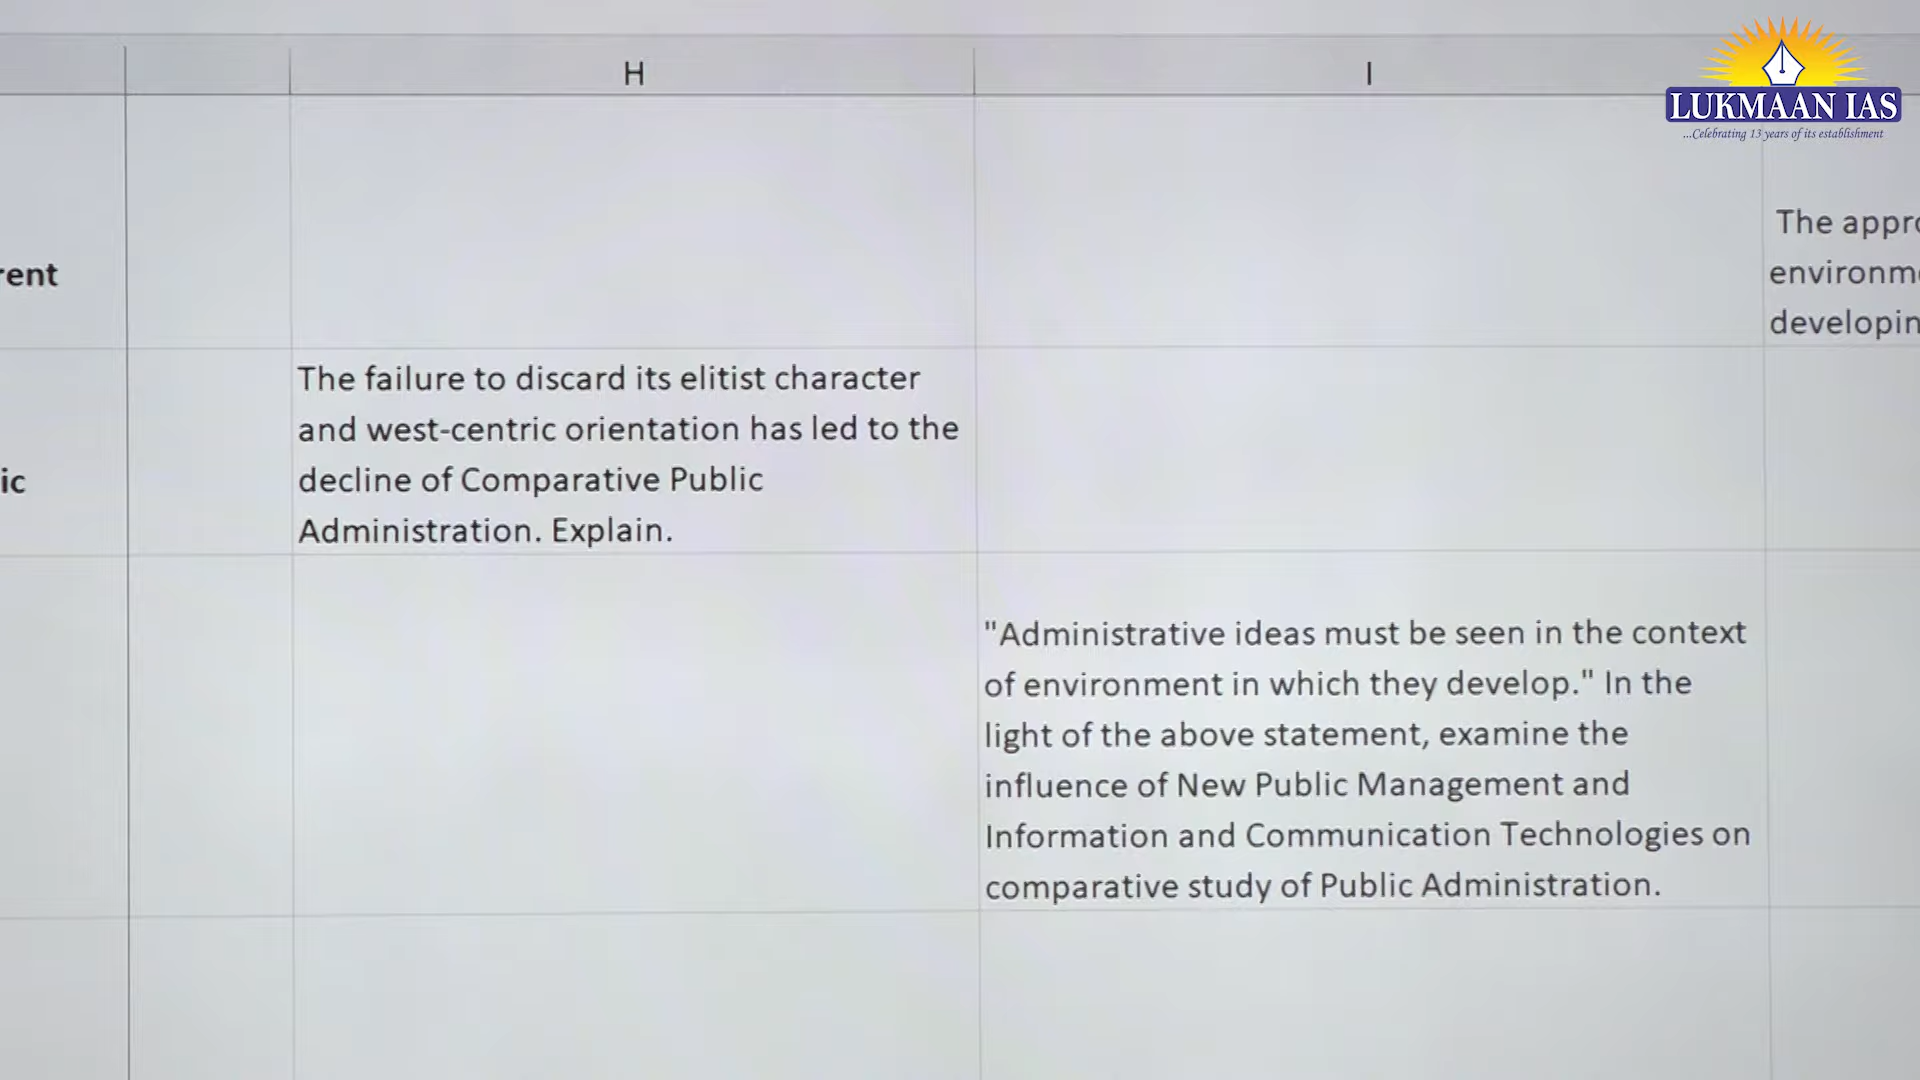 H
I
LUKMAAN IAS
...Celebrating 13 years of its establishment
The appro
environme
developin
rent
The failure to discard its elitist character
and west-centric orientation has led to the
decline of Comparative Public
Administration. Explain.
ic
"Administrative ideas must be seen in the context
of environment in which they develop." In the
light of the above statement, examine the
influence of New Public Management and
Information and Communication Technologies on
comparative study of Public Administration.